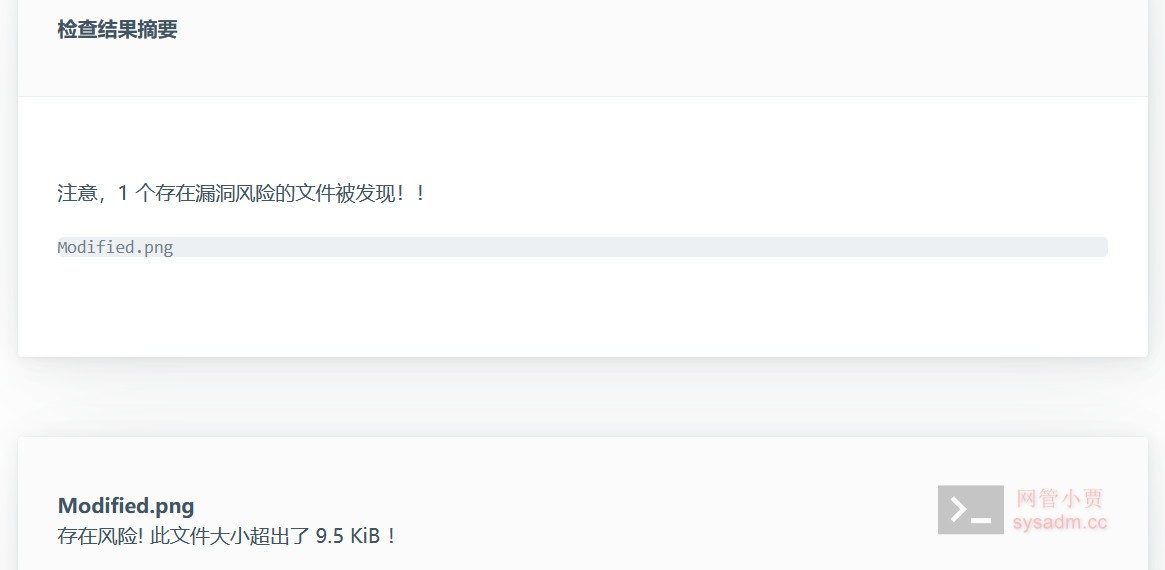 检查结果摘要
注意，1 个存在漏洞风险的文件被发现！！
Modified.png
Modified.png
存在风险! 此文件大小超出了 9.5 KiB！
网管小贾
sysadm.cc